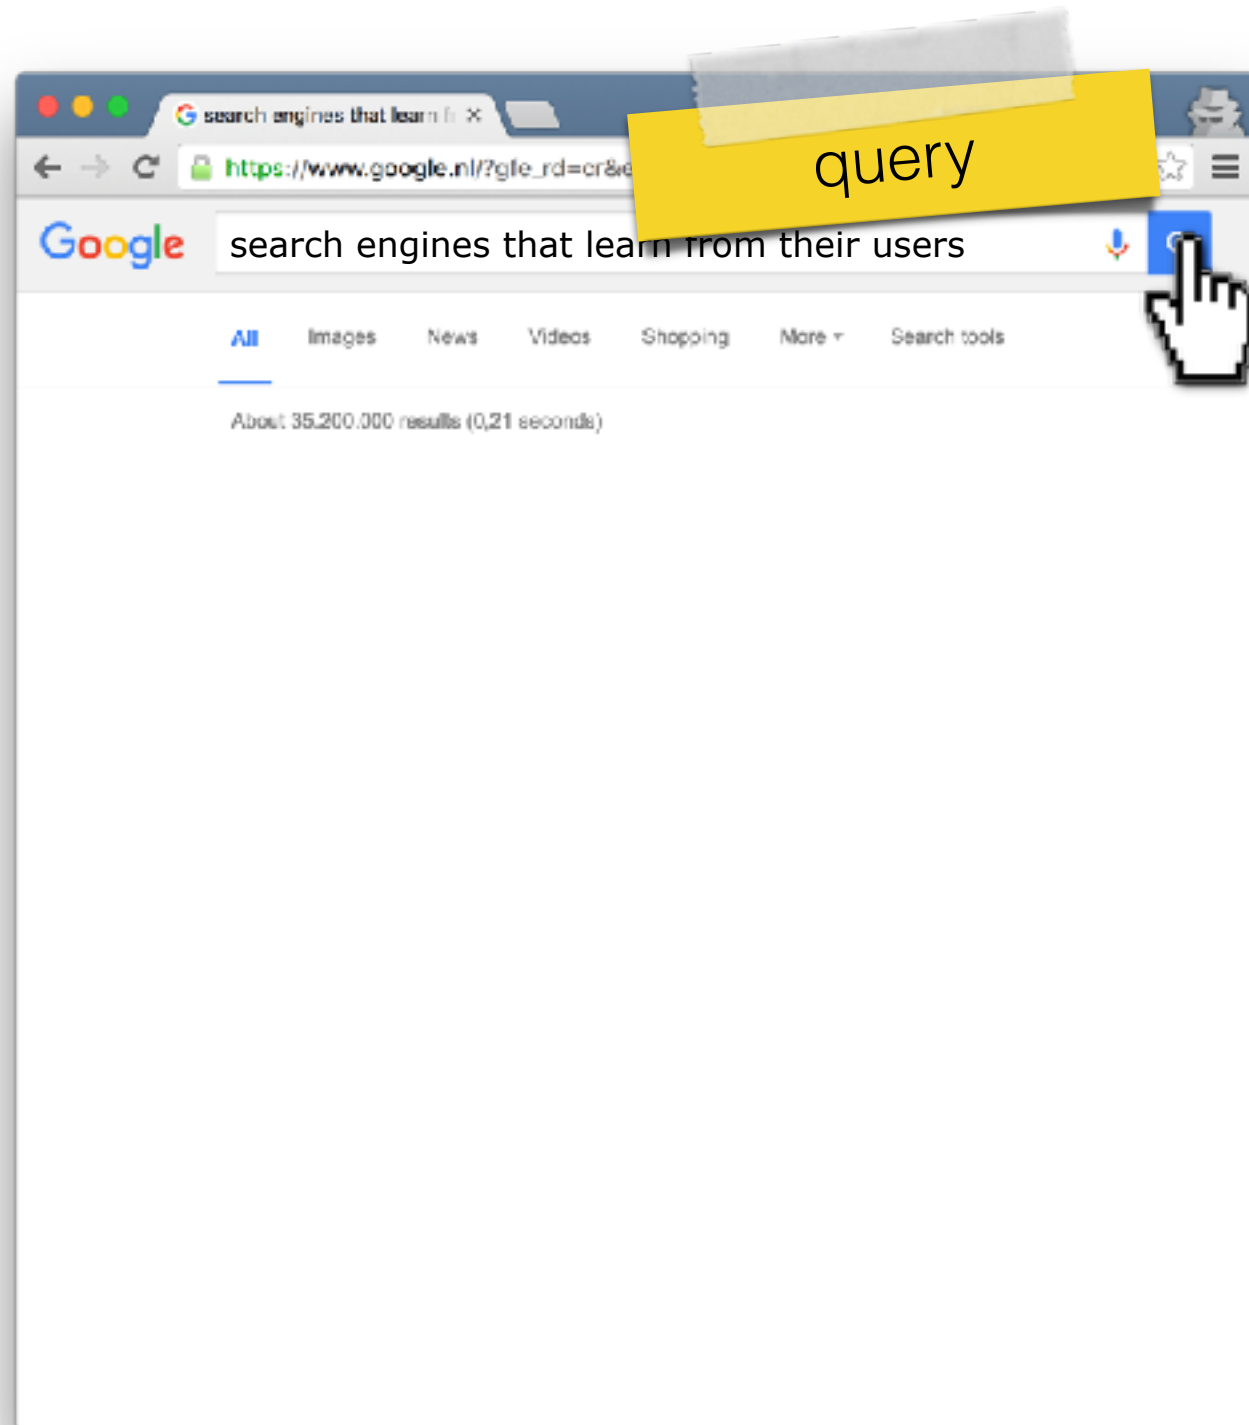 query
search engines that learn
https://www.google.nl/?gfe_rd=cr&e
Google search engines that learn from their users
All Images News Videos Shopping More Search tools
About 35.200.000 results (0,21 seconds)